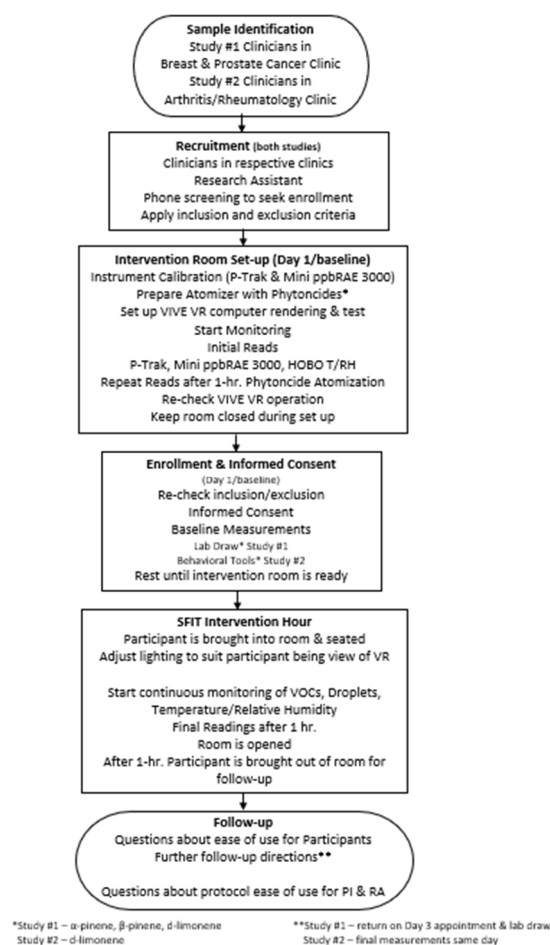 Sample Identification
Study #1 Clinicians in
Breast & Prostate Cancer Clinic
Study #2 Clinicians in
Arthritis/Rheumatology Clinic
Recruitment (both studies)
Clinicians in respective clinics
Research Assistant
Phone screening to seek enrollment
Apply inclusion and exclusion criteria
Intervention Room Set-up (Day 1/baseline)
Instrument Calibration (P-Trak & Mini ppbRAE 3000)
Prepare Atomizer with Phytoncides*
Set up VIVE VR computer rendering & test
Start Monitoring
Initial Reads
P-Trak, Mini ppbRAE 3000, HOBO T/RH
Repeat Reads after 1-hr. Phytoncide Atomization
Re-check VIVE VR operation
Keep room closed during set up
Enrollment & Informed Consent
(Day 1/baseline)
Re-check inclusion/exclusion
Informed Consent
Baseline Measurements
Lab Draw* Study #1
Behavioral Tools* Study #2
Rest until intervention room is ready
SFIT Intervention Hour
Participant is brought into room & seated
Adjust lighting to suit participant being view of VR
Start continuous monitoring of VOCs, Droplets,
Temperature/Relative Humidity
Final Readings after 1 hr.
Room is opened
After 1-hr. Participant is brought out of room for
follow-up
Follow-up
Questions about ease of use for Participants
Further follow-up directions**
Questions about protocol ease of use for PI & RA
*Study #1 – α-pinene, β-pinene, d-limonene
Study #2 – d-limonene
**Study #1 – return on Day 3 appointment & lab draw
Study #2 – final measurements same day